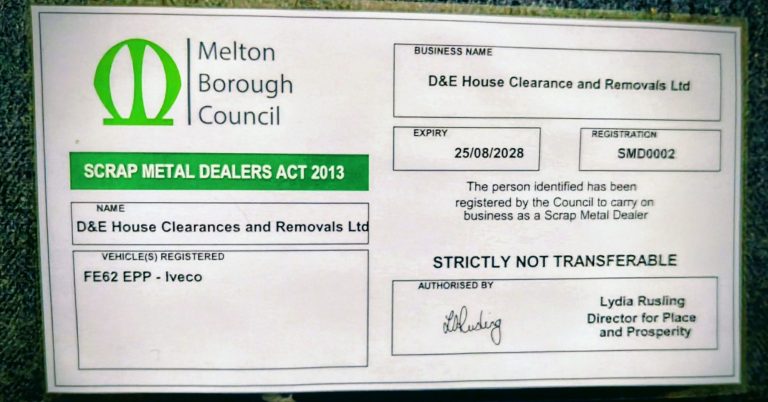 Melton
Borough
Council
SCRAP METAL DEALERS ACT 2013
NAME
D&E House Clearances and Removals Ltd
VEHICLE(S) REGISTERED
FE62 EPP - Iveco
BUSINESS NAME
D&E House Clearance and Removals Ltd
EXPIRY
25/08/2028
REGISTRATION
SMD0002
The person identified has been
registered by the Council to carry on
business as a Scrap Metal Dealer
STRICTLY NOT TRANSFERABLE
AUTHORISED BY
Lydia Rusling
Director for Place
and Prosperity